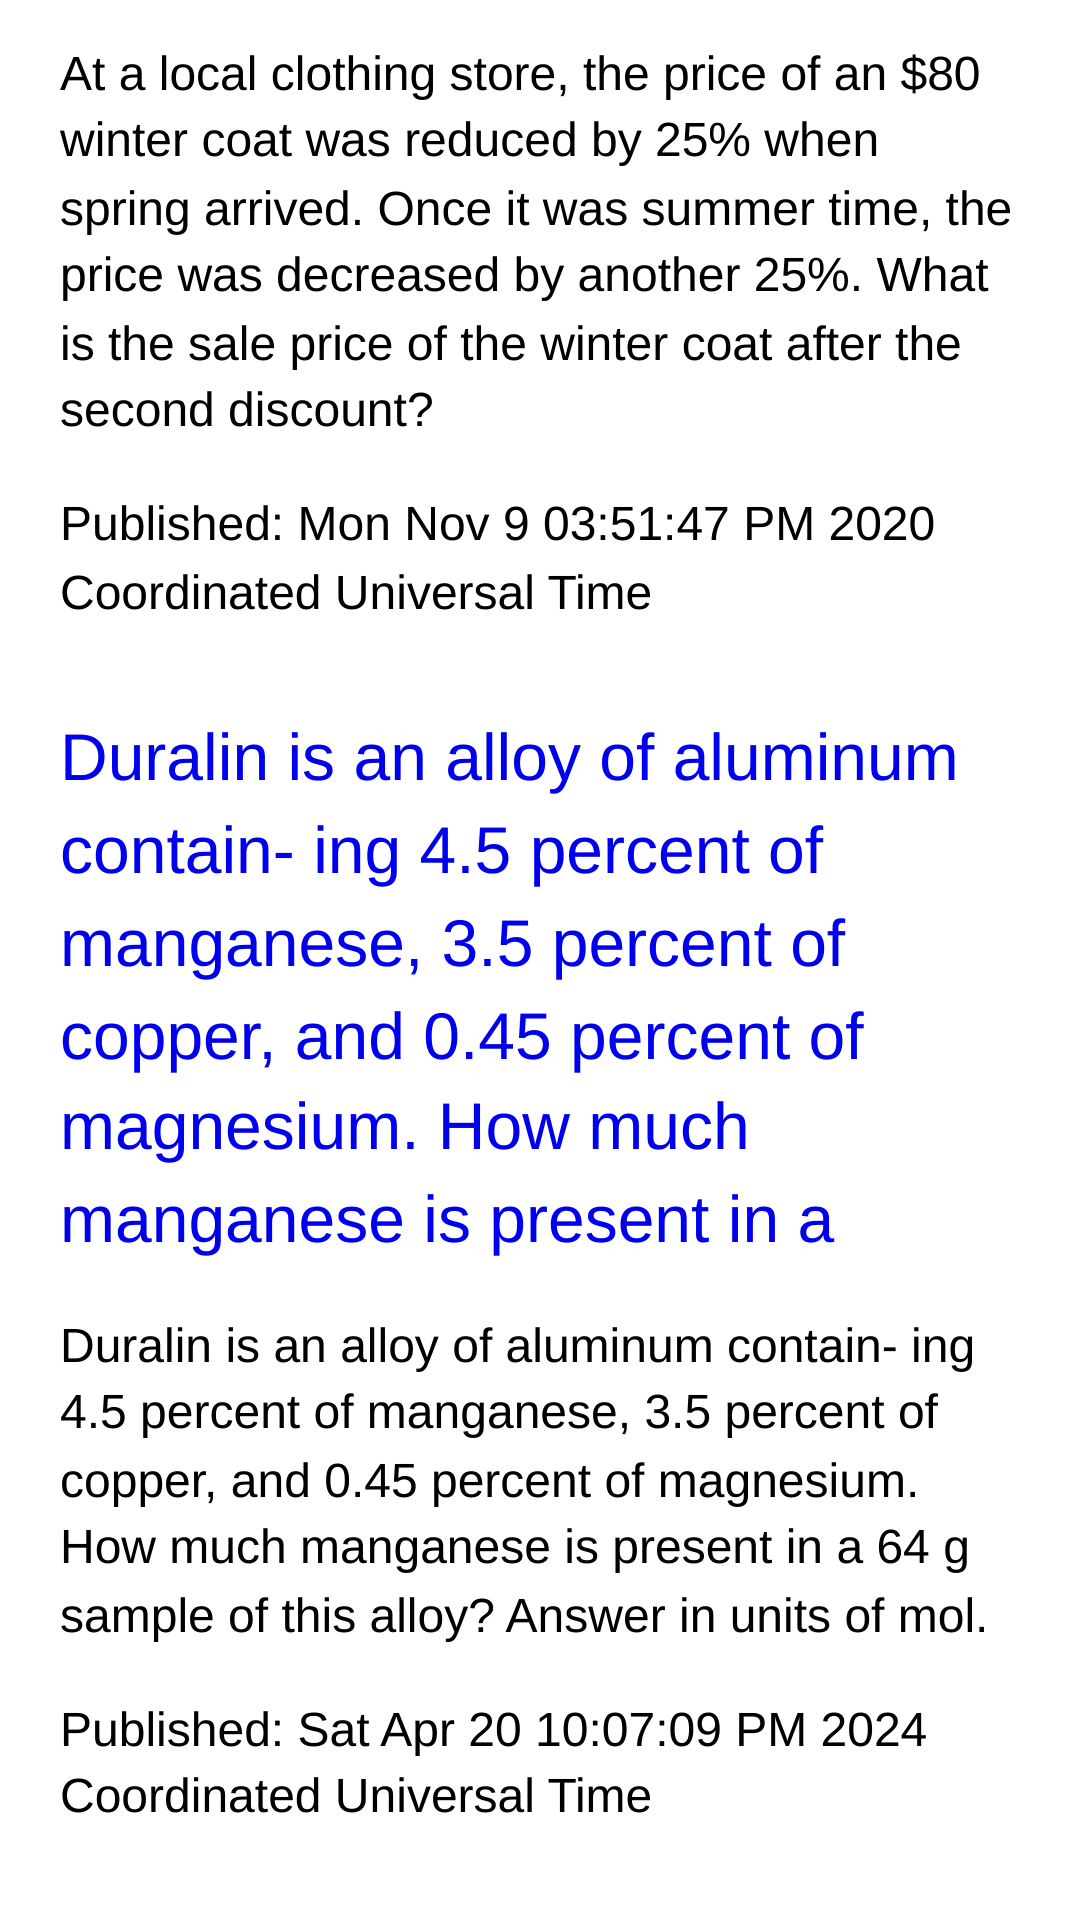 At a local clothing store, the price of an $80
winter coat was reduced by 25% when
spring arrived. Once it was summer time, the
price was decreased by another 25%. What
is the sale price of the winter coat after the
second discount?
Published: Mon Nov 9 03:51:47 PM 2020
Coordinated Universal Time
Duralin is an alloy of aluminum
contain- ing 4.5 percent of
manganese, 3.5 percent of
copper, and 0.45 percent of
magnesium. How much
manganese is present in a
Duralin is an alloy of aluminum contain- ing
4.5 percent of manganese, 3.5 percent of
copper, and 0.45 percent of magnesium.
How much manganese is present in a 64 g
sample of this alloy? Answer in units of mol.
Published: Sat Apr 20 10:07:09 PM 2024
Coordinated Universal Time